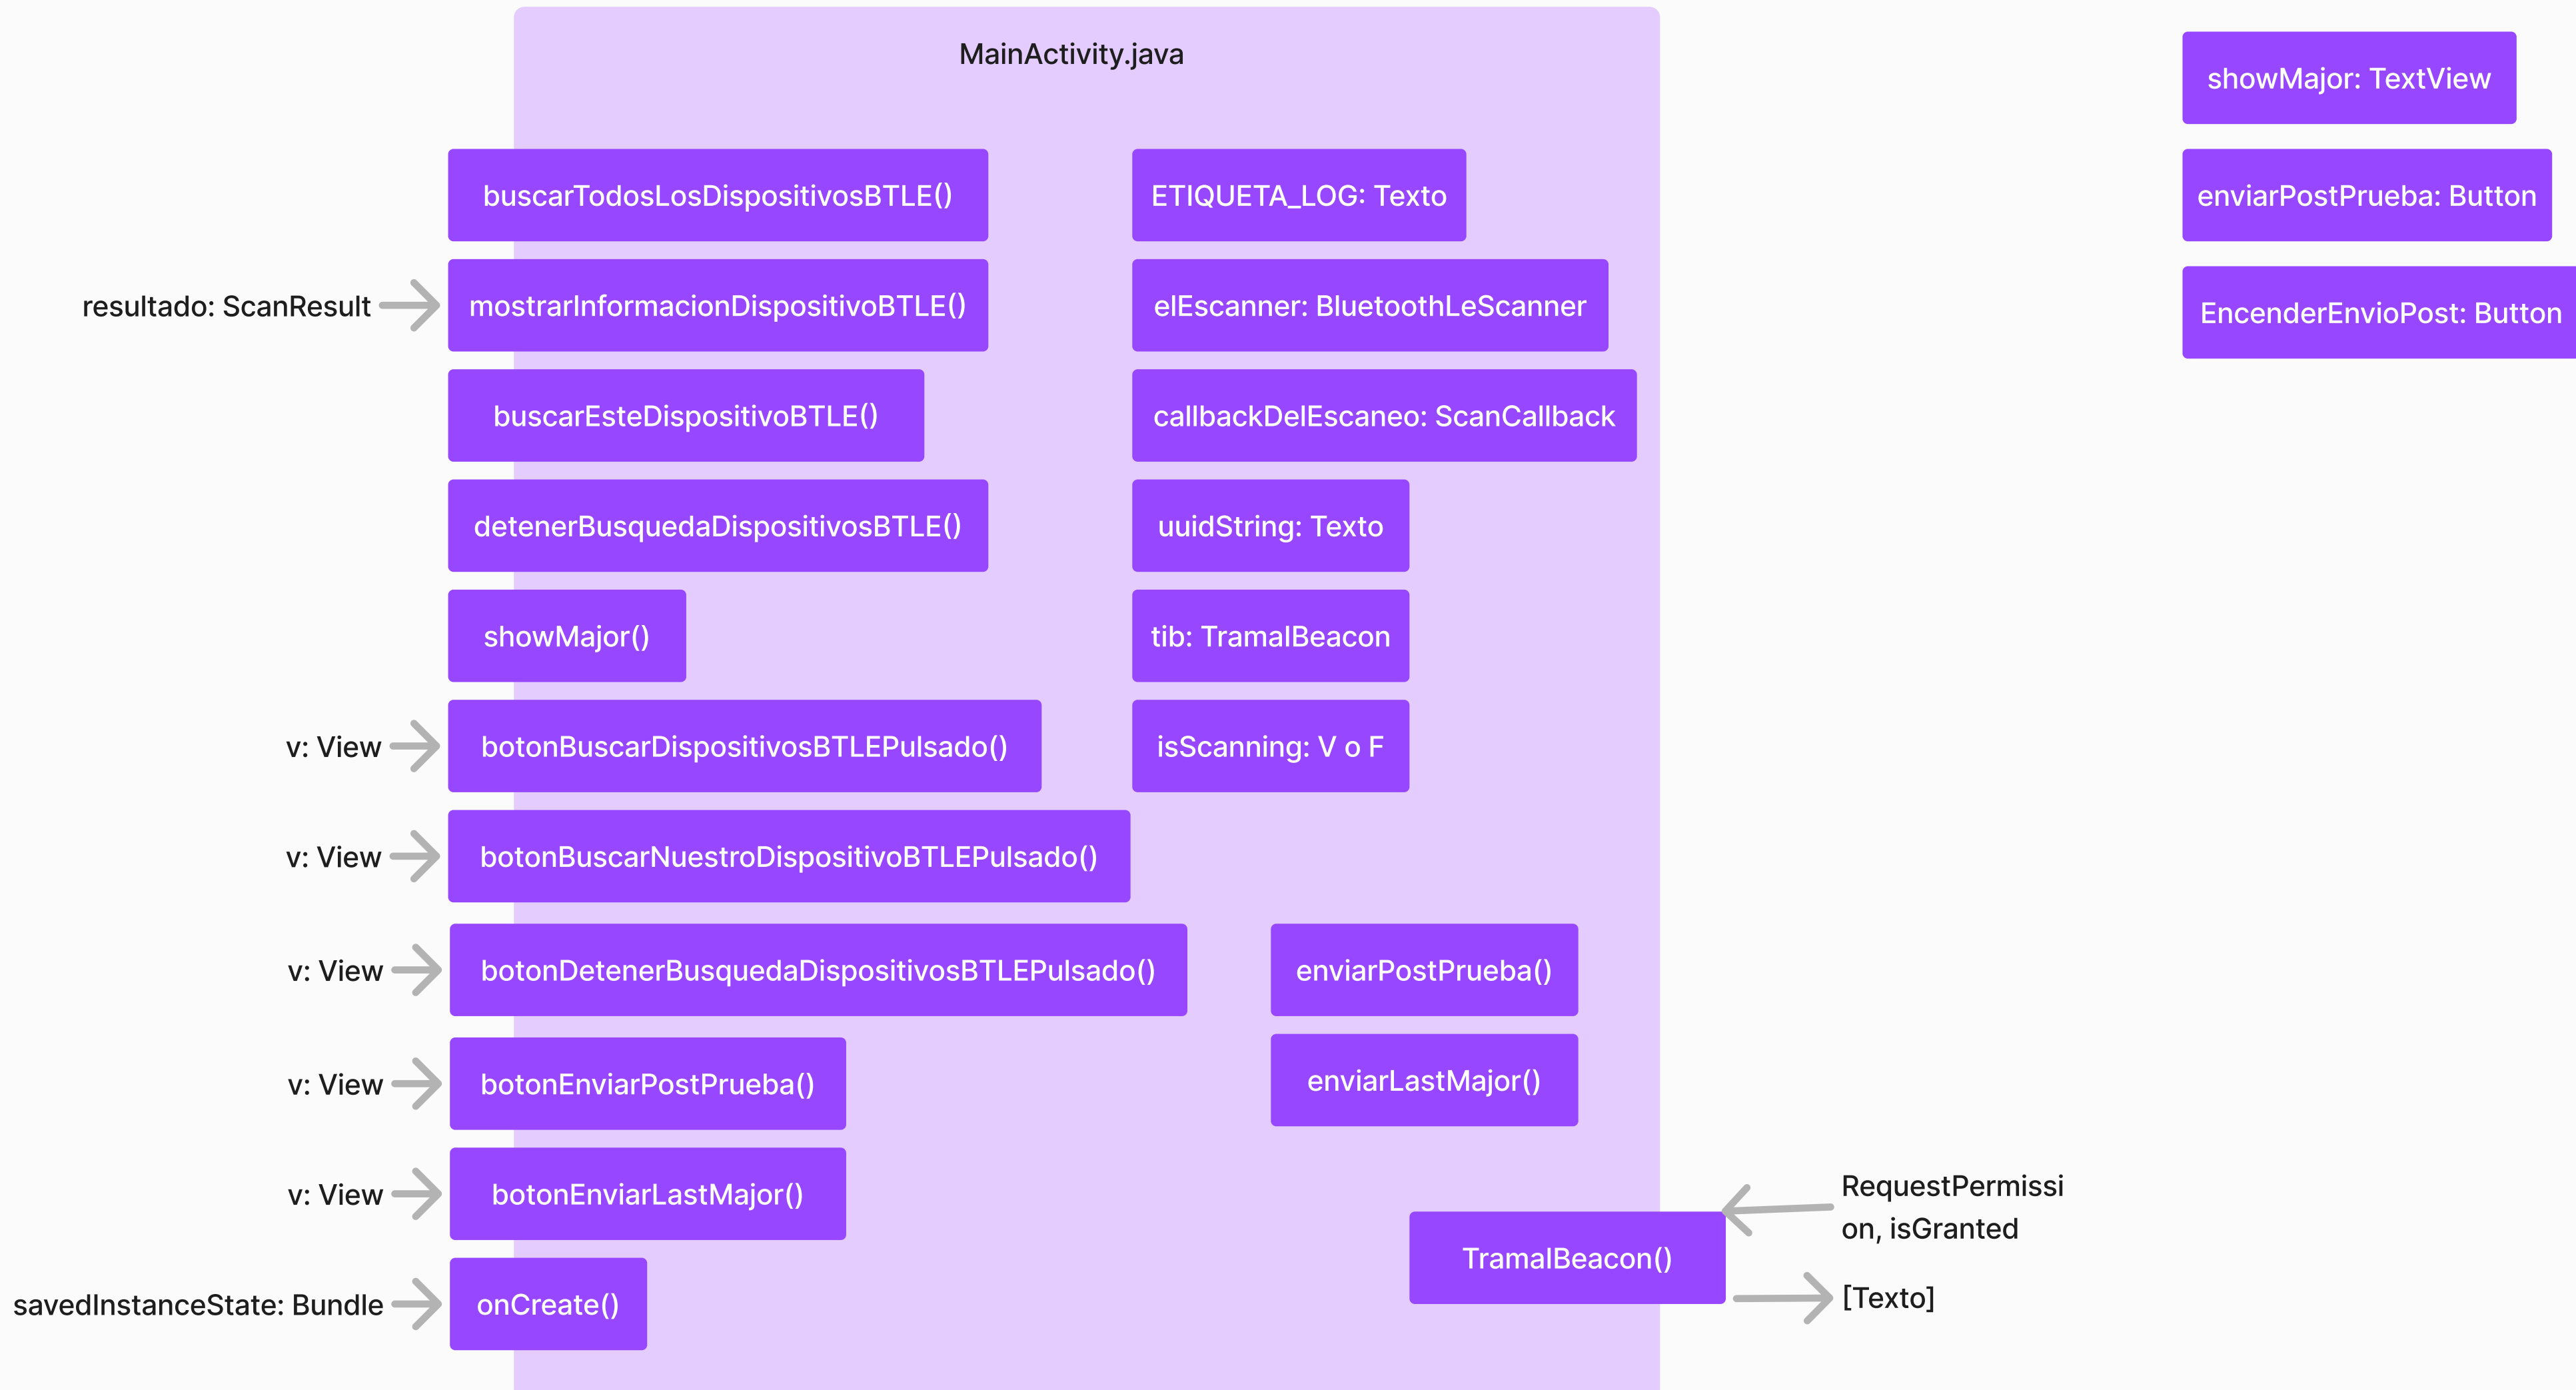 MainActivity.java
showMajor: TextView
buscarTodosLosDispositivosBTLE()
ETIQUETA_LOG: Texto
enviarPostPrueba: Button
resultado: ScanResult
mostrarInformacionDispositivoBTLE()
elEscanner: BluetoothLeScanner
EncenderEnvioPost: Button
buscarEsteDispositivoBTLE()
callbackDelEscaneo: ScanCallback
detenerBusquedaDispositivosBTLE()
uuidString: Texto
showMajor()
tib: TramaIBeacon
v: View
botonBuscarDispositivosBTLEPulsado()
isScanning: V o F
v: View
botonBuscarNuestroDispositivoBTLEPulsado()
v: View
botonDetenerBusquedaDispositivosBTLEPulsado()
enviarPostPrueba()
v: View
botonEnviarPostPrueba()
enviarLastMajor()
v: View
botonEnviarLastMajor()
RequestPermissi
on, isGranted
TramaIBeacon()
[Texto]
savedInstanceState: Bundle
onCreate()